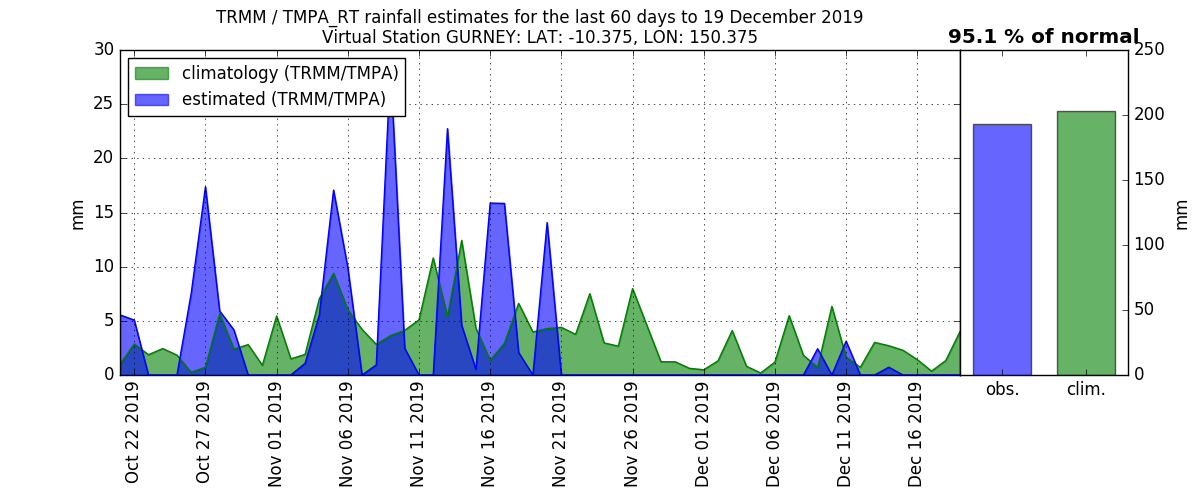 TRMM / TMPA_RT rainfall estimates for the last 60 days to 19 December 2019
Virtual Station GURNEY: LAT: -10.375, LON: 150.375
95.1 % of normal
climatology (TRMM/TMPA)
estimated (TRMM/TMPA)
30
25
20
15
10
5
0
mm
Oct 22 2019
Oct 27 2019
Nov 01 2019
Nov 06 2019
Nov 11 2019
Nov 16 2019
Nov 21 2019
Nov 26 2019
Dec 01 2019
Dec 06 2019
Dec 11 2019
Dec 16 2019
obs.
clim.
250
200
150
100
50
0
mm